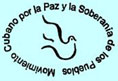 Movimiento Cubano por la Paz y la Soberanía de los Pueblos